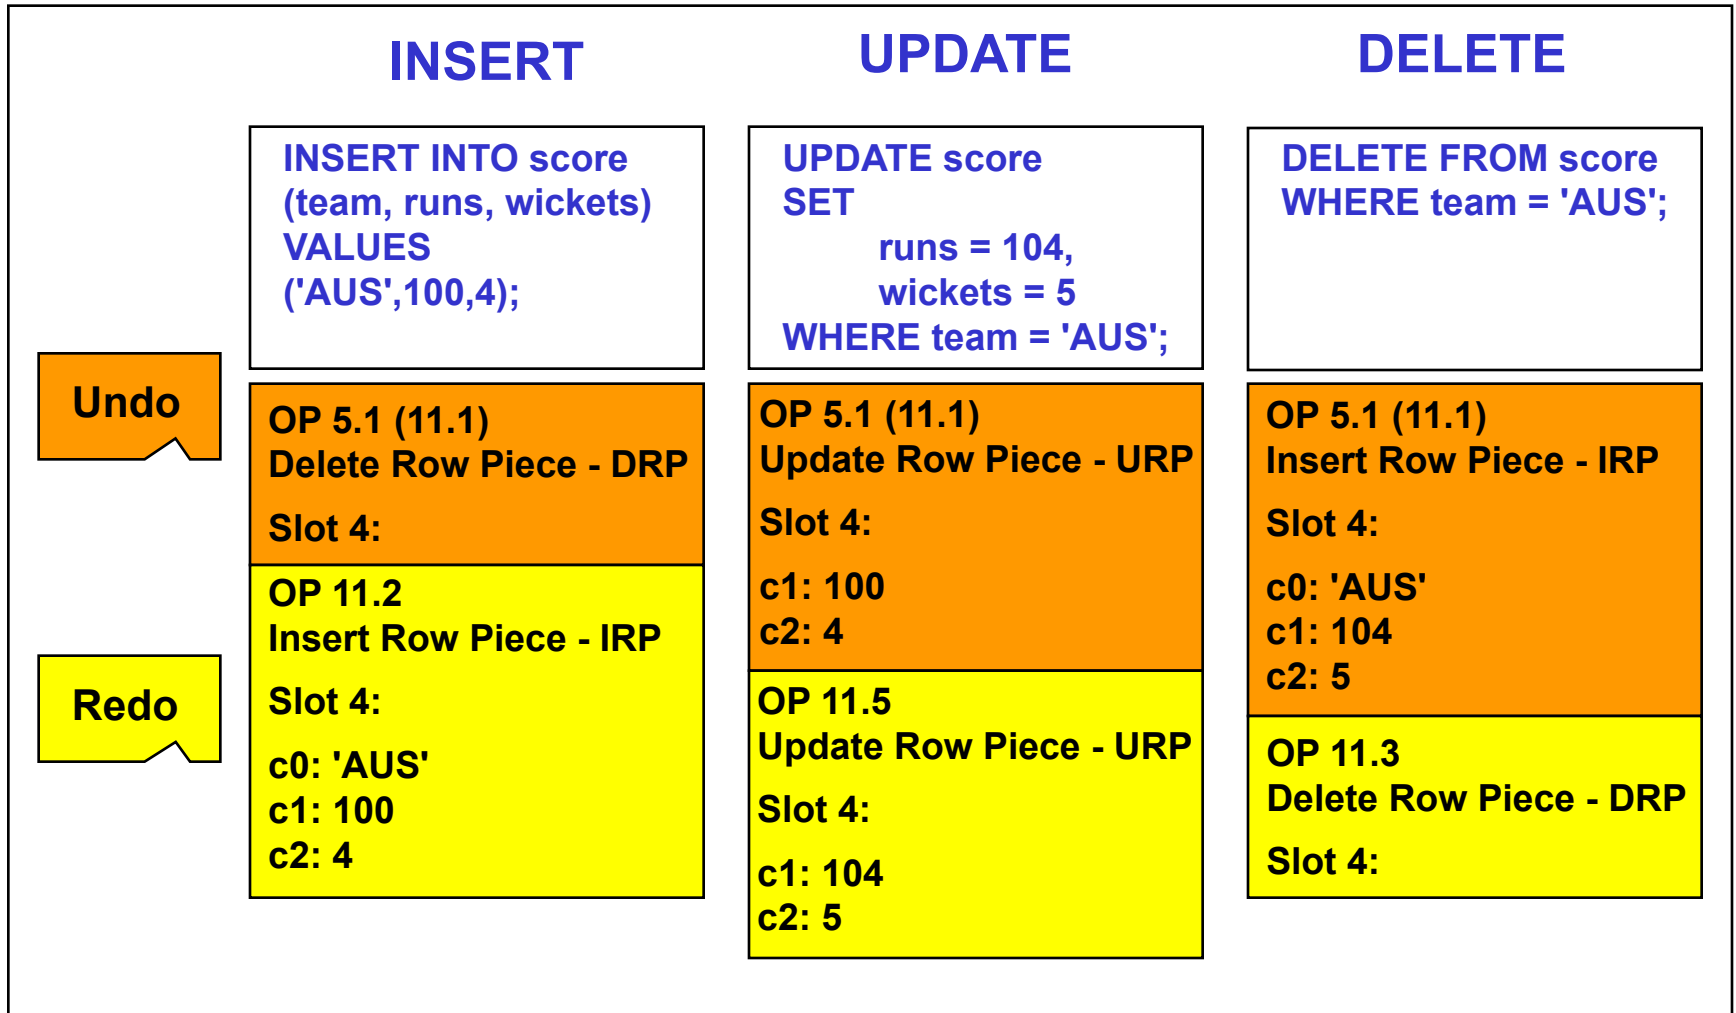 INSERT
UPDATE
DELETE
INSERT INTO score
(team, runs, wickets)
VALUES
('AUS',100,4);
UPDATE score
SET
runs = 104,
wickets = 5
WHERE team = 'AUS';
DELETE FROM score
WHERE team = 'AUS';
Undo
OP 5.1 (11.1)
Delete Row Piece - DRP
Slot 4:
OP 5.1 (11.1)
Update Row Piece - URP
Slot 4:
c1: 100
c2: 4
OP 5.1 (11.1)
Insert Row Piece - IRP
Slot 4:
c0: 'AUS'
c1: 104
c2: 5
Redo
OP 11.2
Insert Row Piece - IRP
Slot 4:
c0: 'AUS'
c1: 100
c2: 4
OP 11.5
Update Row Piece - URP
Slot 4:
c1: 104
c2: 5
OP 11.3
Delete Row Piece - DRP
Slot 4: